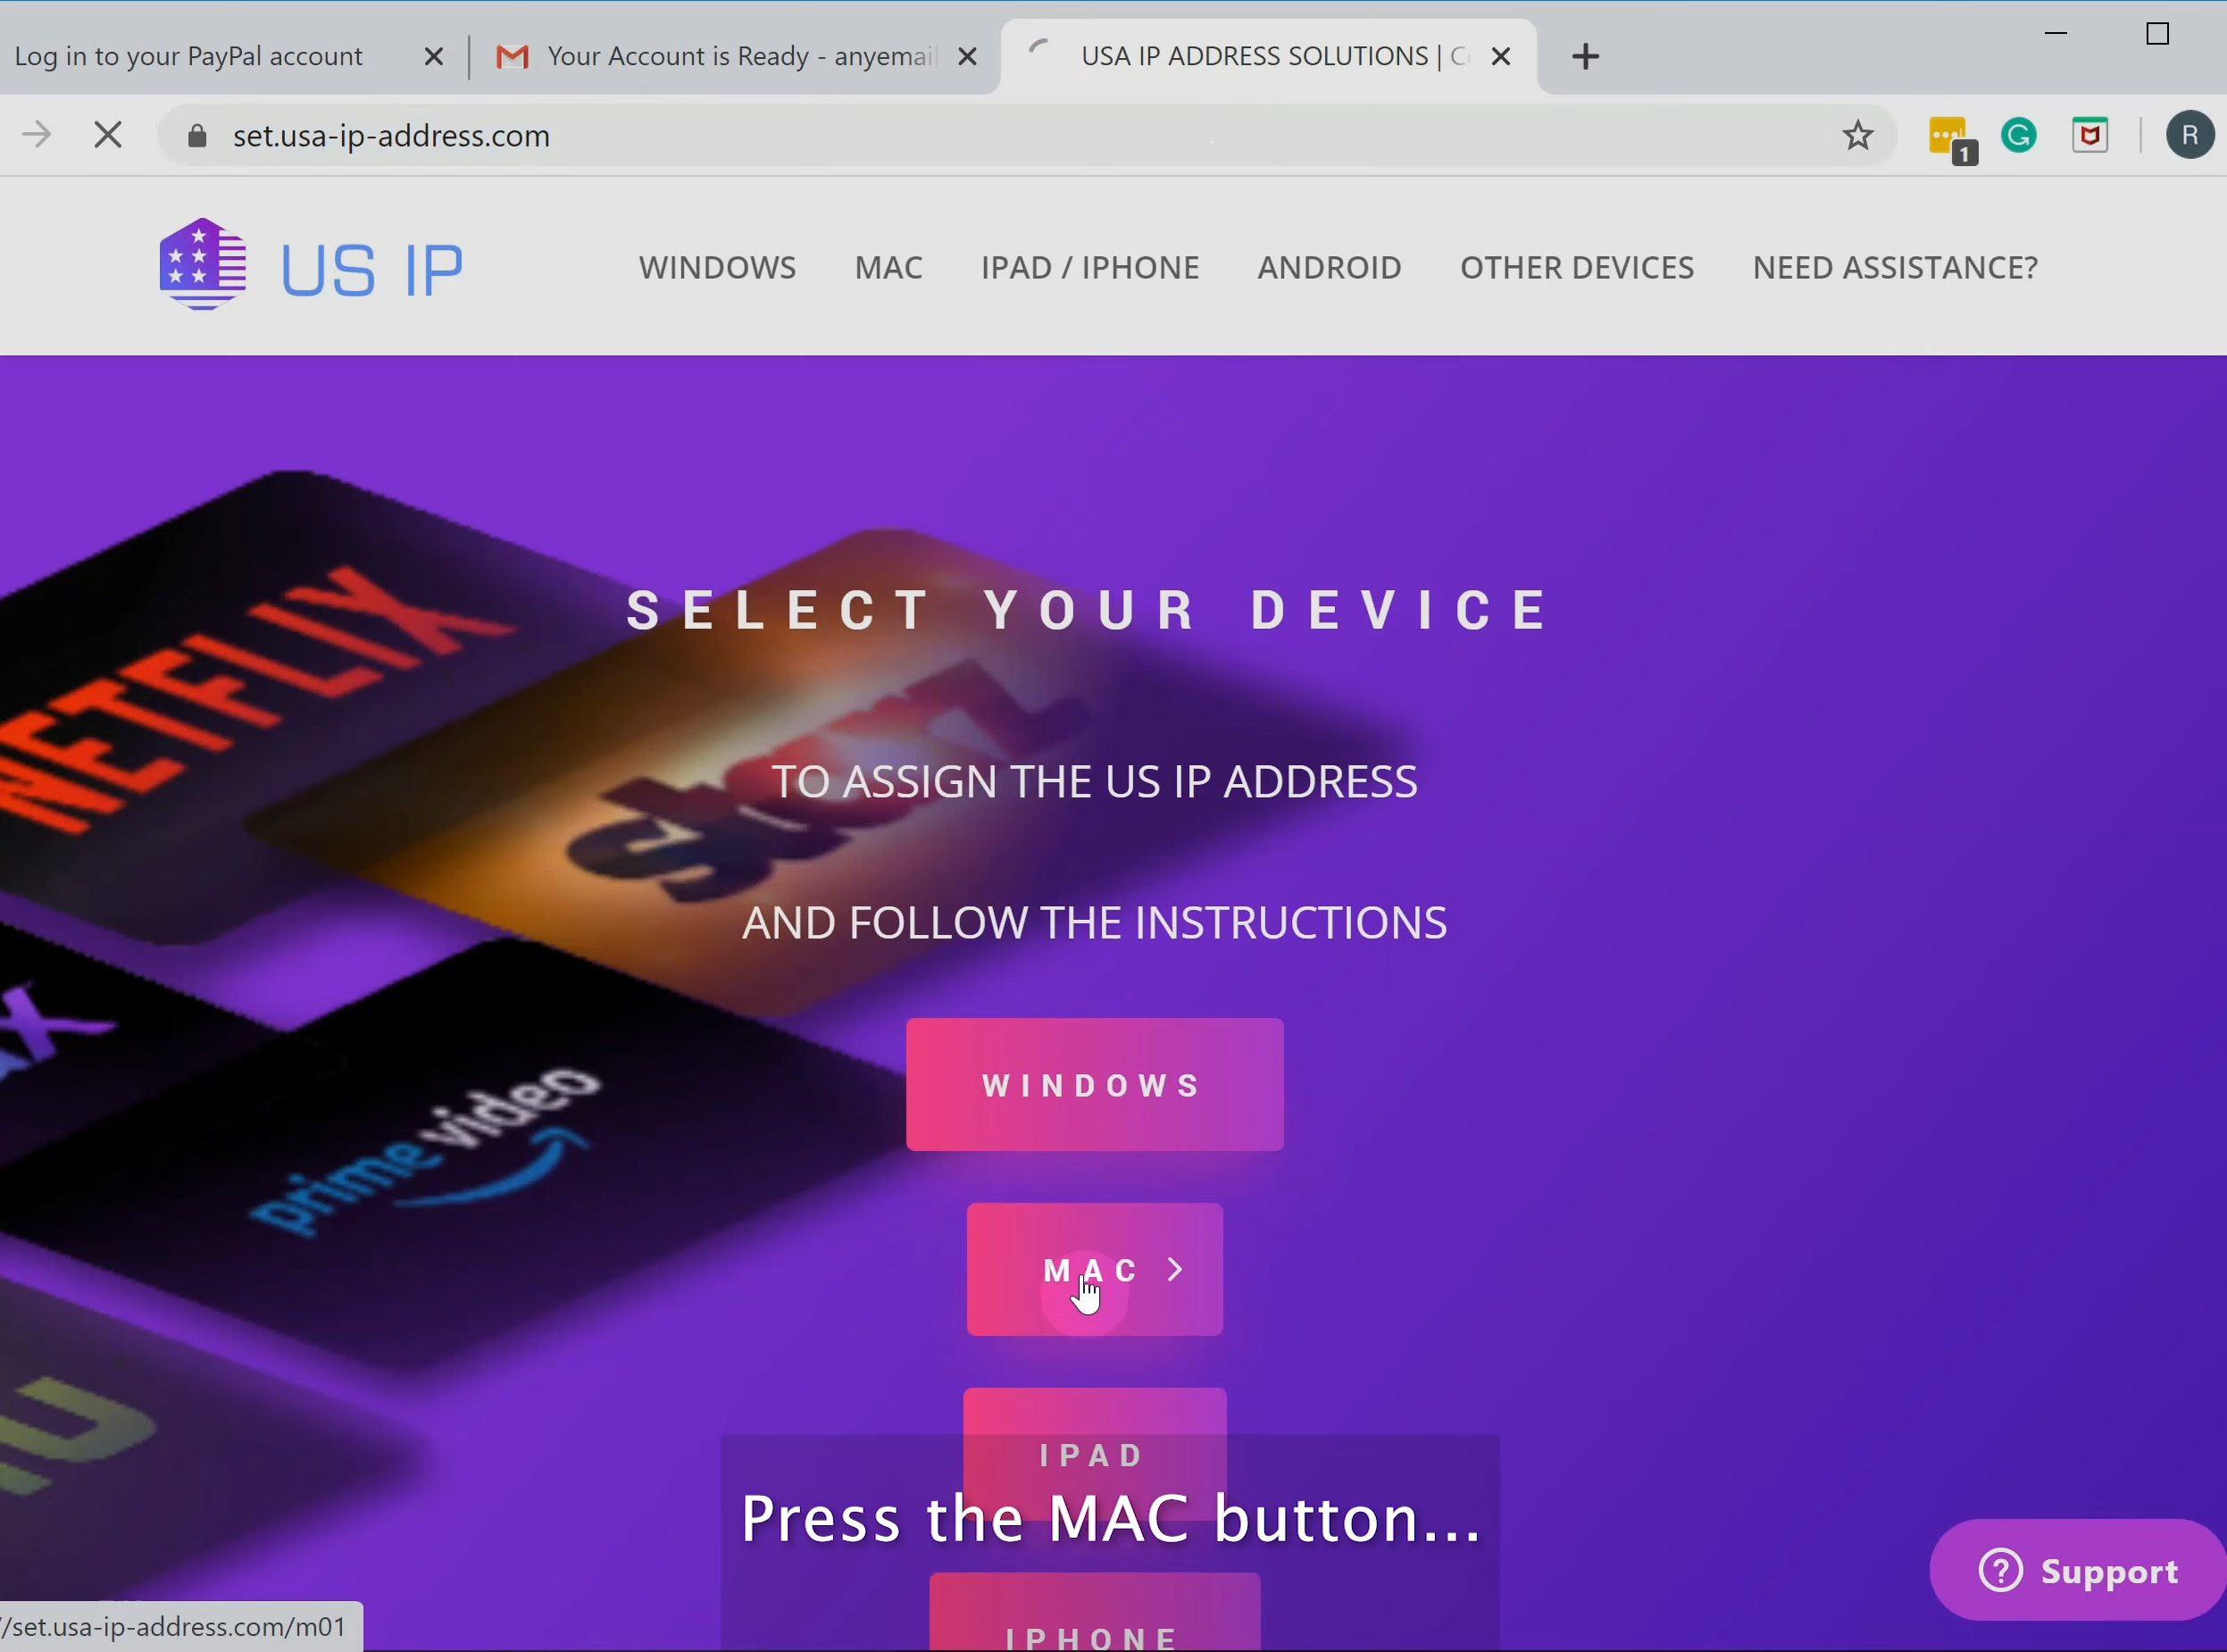 Log in to your PayPal account
Your Account is Ready - anyemail
USA IP ADDRESS SOLUTIONS | C
set.usa-ip-address.com
1
R
US IP
WINDOWS
MAC
IPAD / IPHONE
ANDROID
OTHER DEVICES
NEED ASSISTANCE?
SELECT YOUR DEVICE
NETFLIX
starz
TO ASSIGN THE US IP ADDRESS
AND FOLLOW THE INSTRUCTIONS
WINDOWS
prime video
MAC
IPAD
Press the MAC button...
IPHONE
Support
//set.usa-ip-address.com/m01